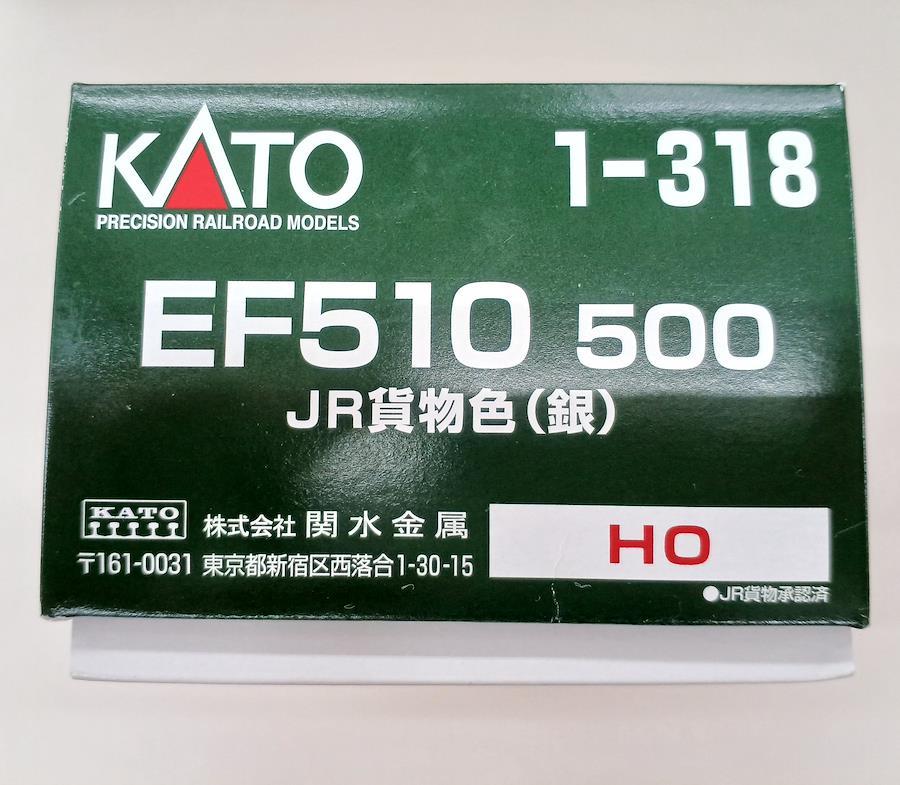 KATO
PRECISION RAILROAD MODELS
1-318
EF510 500
JR貨物色(銀)
KATO
株式会社 関水金属
〒161-0031 東京都新宿区西落合1-30-15
HO
●JR貨物承認済